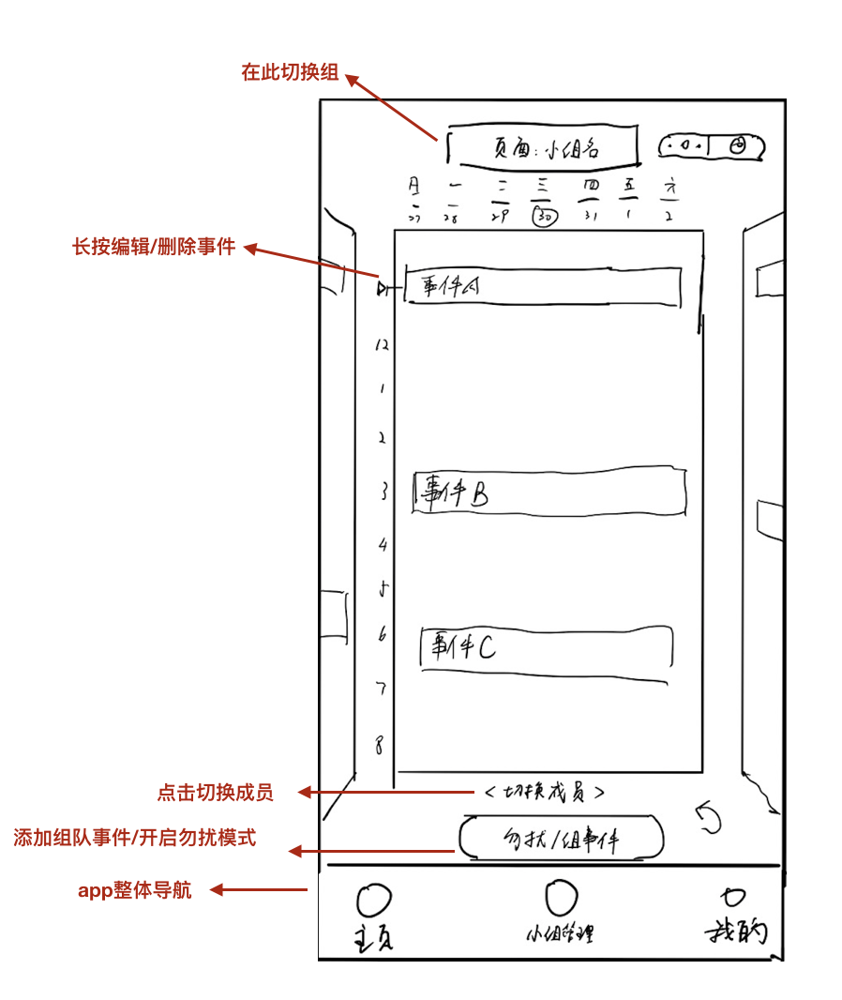 在此切换组
页面:小组名
日 一 二 三 四 五 六
27 28 29 30 31 1 2
长按编辑/删除事件
事件A
12
1
2
3 事件B
4
5
6 事件C
7
8
点击切换成员
<切换成员>
添加组队事件/开启勿扰模式
勿扰/组事件
app整体导航
主页 小组管理 我的